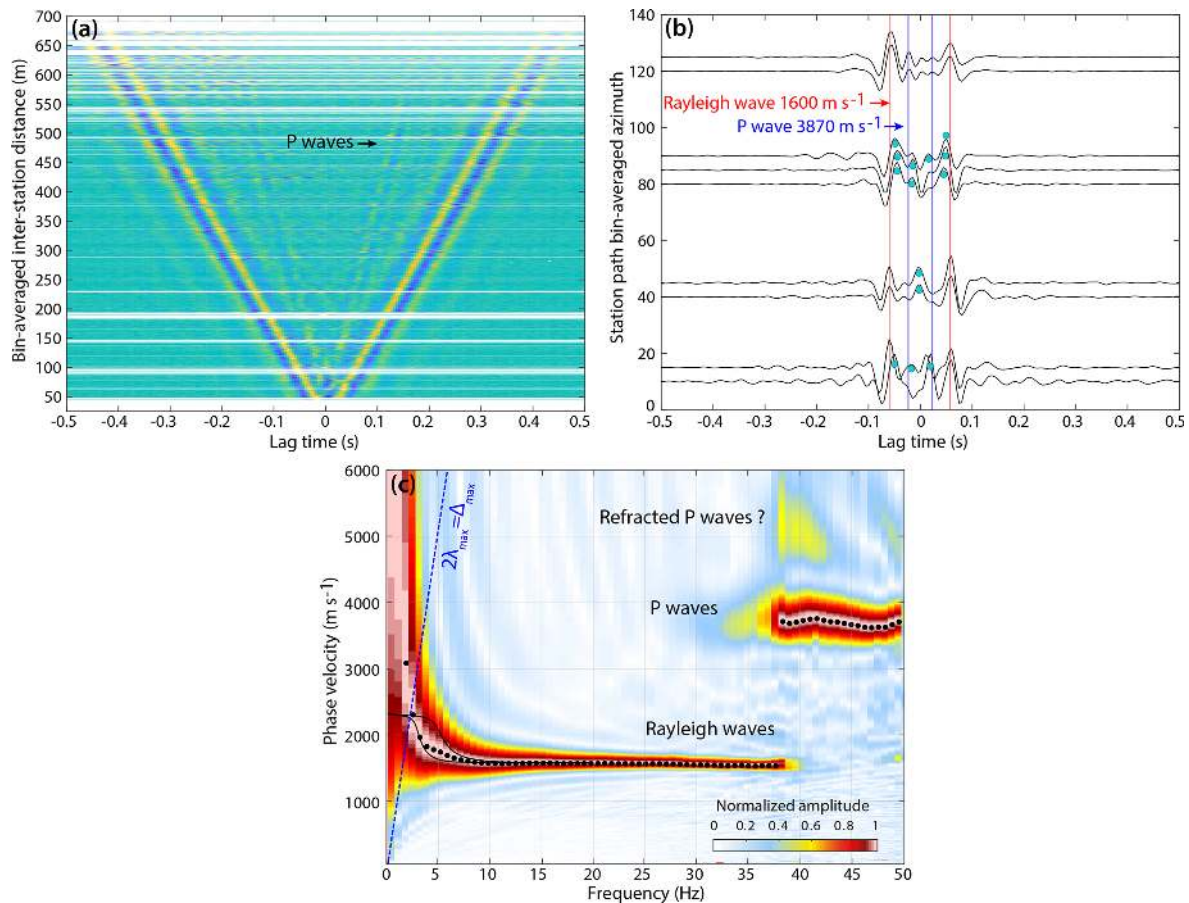 (a)
Bin-averaged inter-station distance (m)
700
650
600
550
500
450
400
350
300
250
200
150
100
50
P waves
-0.5 -0.4 -0.3 -0.2 -0.1 0 0.1 0.2 0.3 0.4 0.5
Lag time (s)
(b)
Station path bin-averaged azimuth
140
120
100
80
60
40
20
0
Rayleigh wave 1600 m s⁻¹
P wave 3870 m s⁻¹
-0.5 -0.4 -0.3 -0.2 -0.1 0 0.1 0.2 0.3 0.4 0.5
Lag time (s)
(c)
Phase velocity (m s⁻¹)
6000
5000
4000
3000
2000
1000
2λmax=Δmax
Refracted P waves ?
P waves
Rayleigh waves
Normalized amplitude
0 0.2 0.4 0.6 0.8 1
0 5 10 15 20 25 30 35 40 45 50
Frequency (Hz)